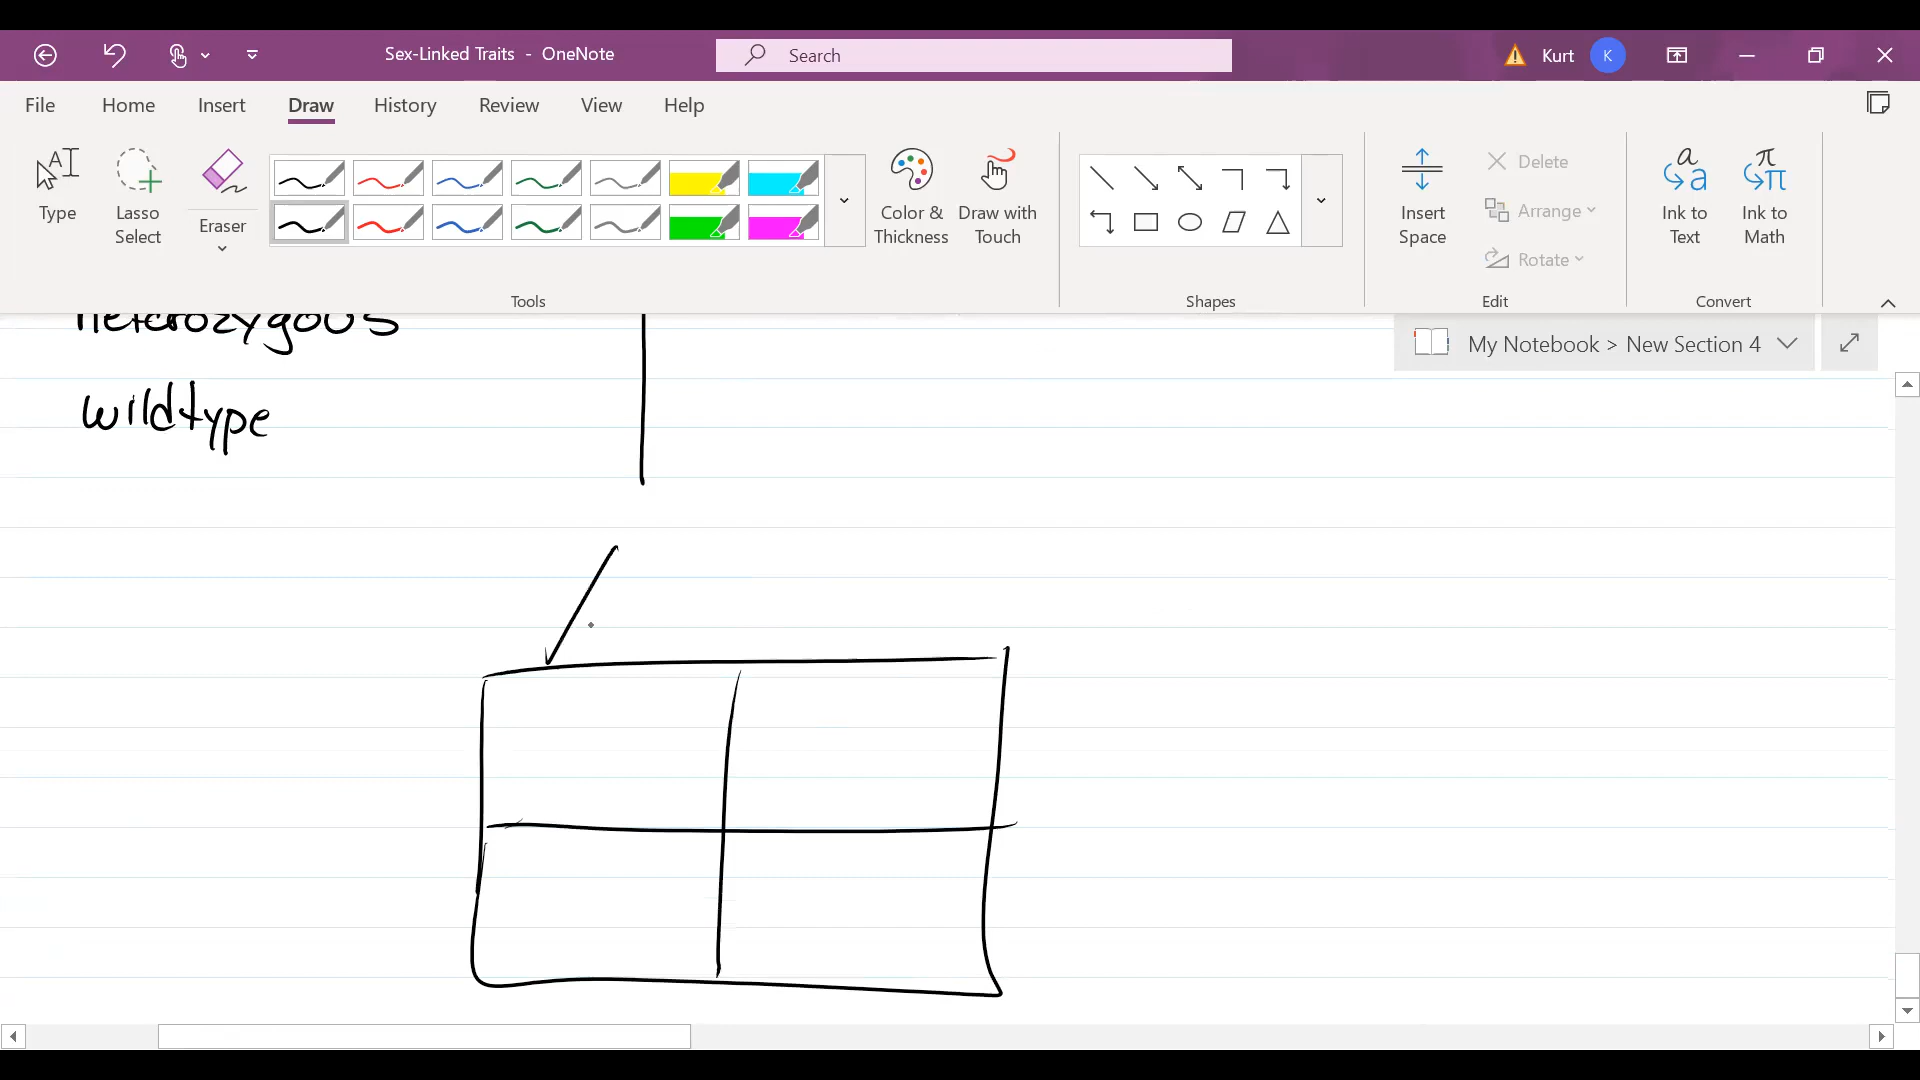 Sex-Linked Traits - OneNote
Search
Kurt
K
File Home Insert Draw History Review View Help
Type
Lasso Select
Eraser
Color & Thickness
Draw with Touch
Insert Space
Delete
Arrange
Rotate
Ink to Text
Ink to Math
Tools
Shapes
Edit
Convert
My Notebook > New Section 4
heterozygous
wildtype